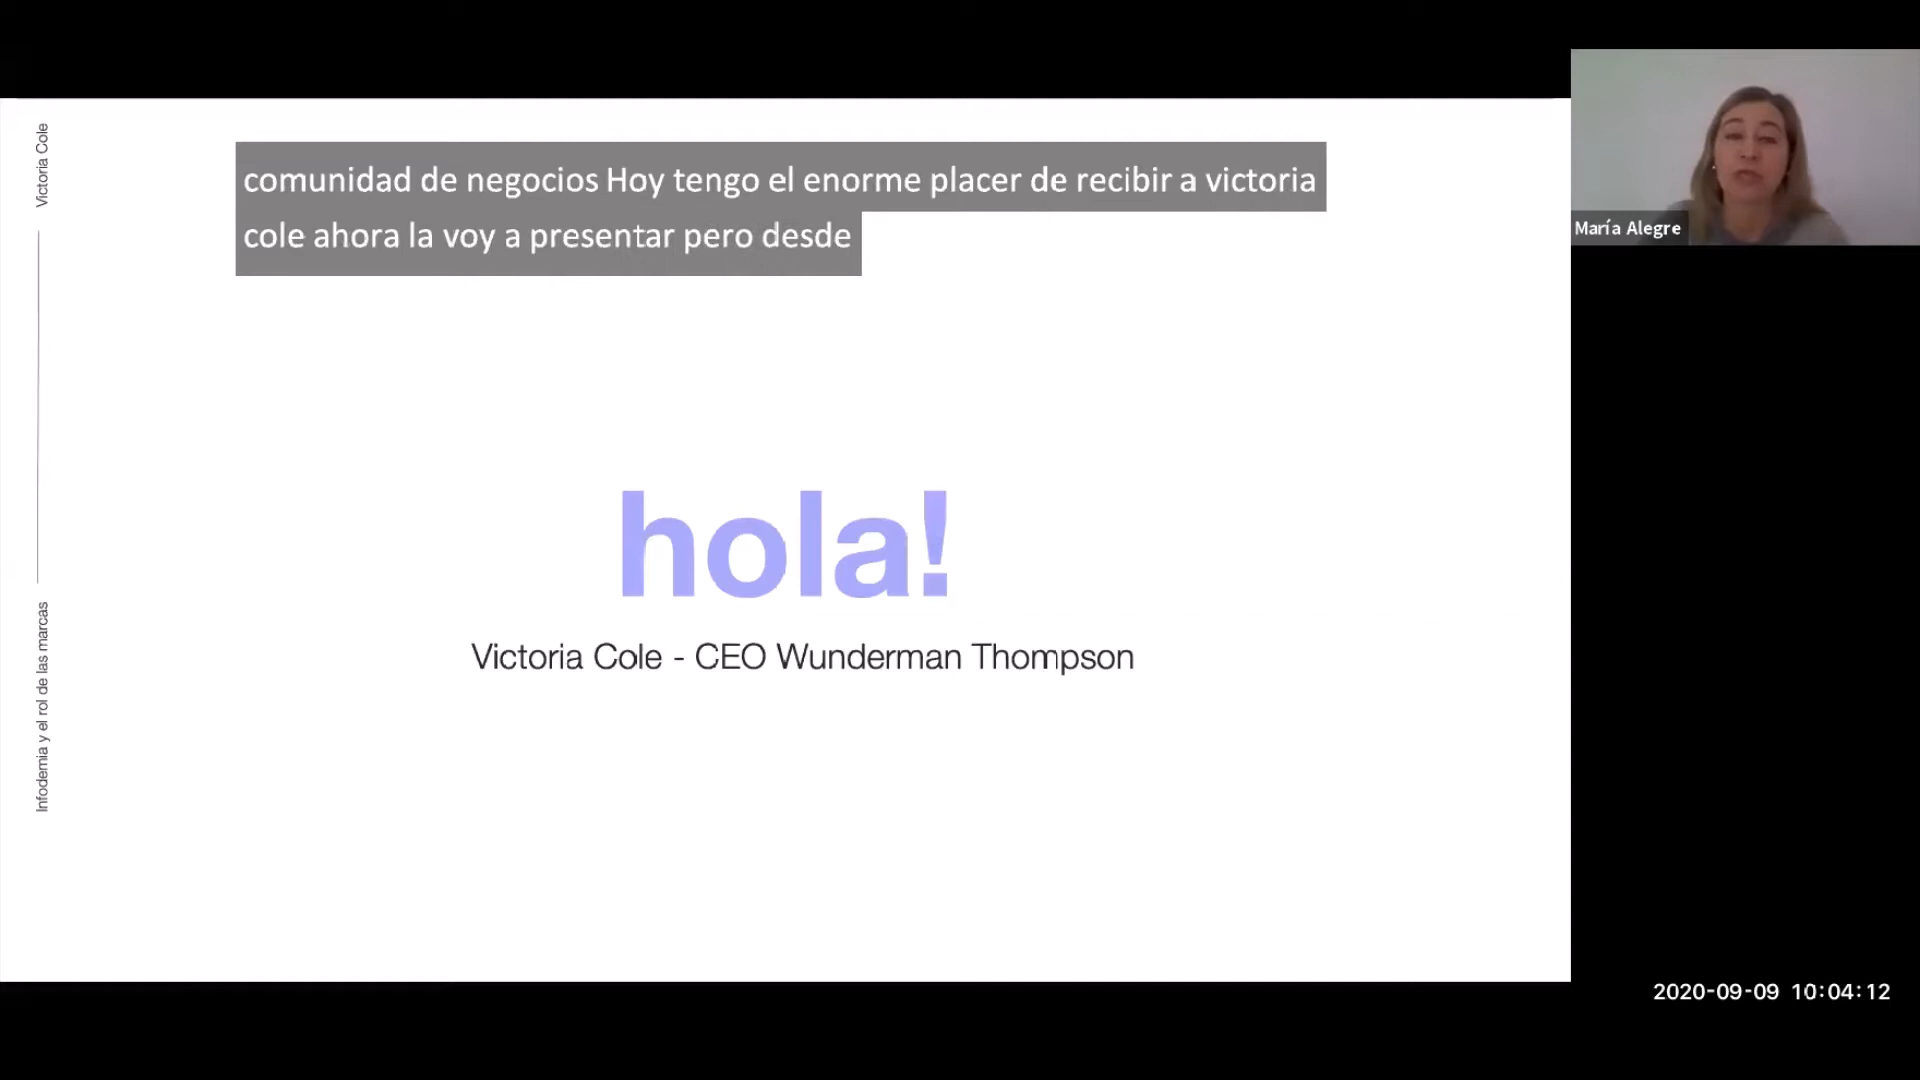 Victoria Cole
Infodemia y el rol de las marcas
comunidad de negocios Hoy tengo el enorme placer de recibir a victoria
cole ahora la voy a presentar pero desde
hola!
Victoria Cole - CEO Wunderman Thompson
María Alegre
2020-09-09 10:04:12